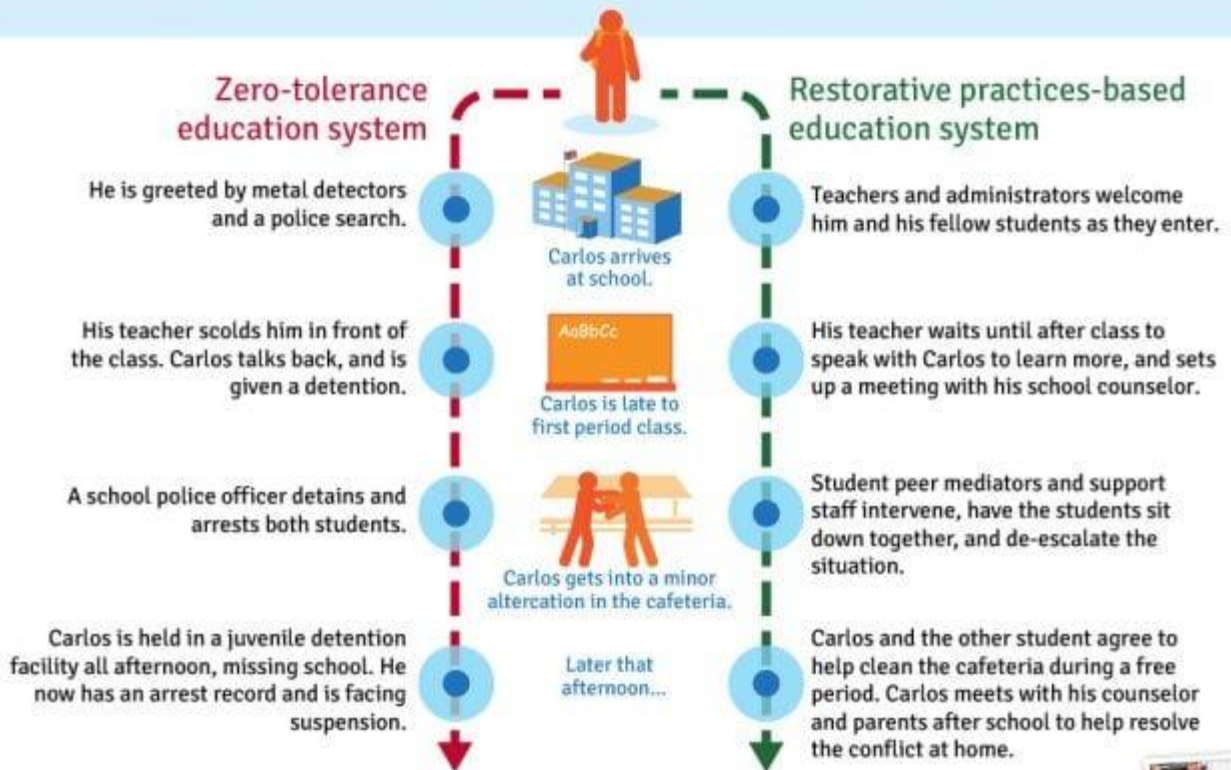 Zero-tolerance
education system
Restorative practices-based
education system
He is greeted by metal detectors
and a police search.
Carlos arrives
at school.
Teachers and administrators welcome
him and his fellow students as they enter.
His teacher scolds him in front of
the class. Carlos talks back, and is
given a detention.
AaBbCc
Carlos is late to
first period class.
His teacher waits until after class to
speak with Carlos to learn more, and sets
up a meeting with his school counselor.
A school police officer detains and
arrests both students.
Carlos gets into a minor
altercation in the cafeteria.
Student peer mediators and support
staff intervene, have the students sit
down together, and de-escalate the
situation.
Carlos is held in a juvenile detention
facility all afternoon, missing school. He
now has an arrest record and is facing
suspension.
Later that
afternoon...
Carlos and the other student agree to
help clean the cafeteria during a free
period. Carlos meets with his counselor
and parents after school to help resolve
the conflict at home.